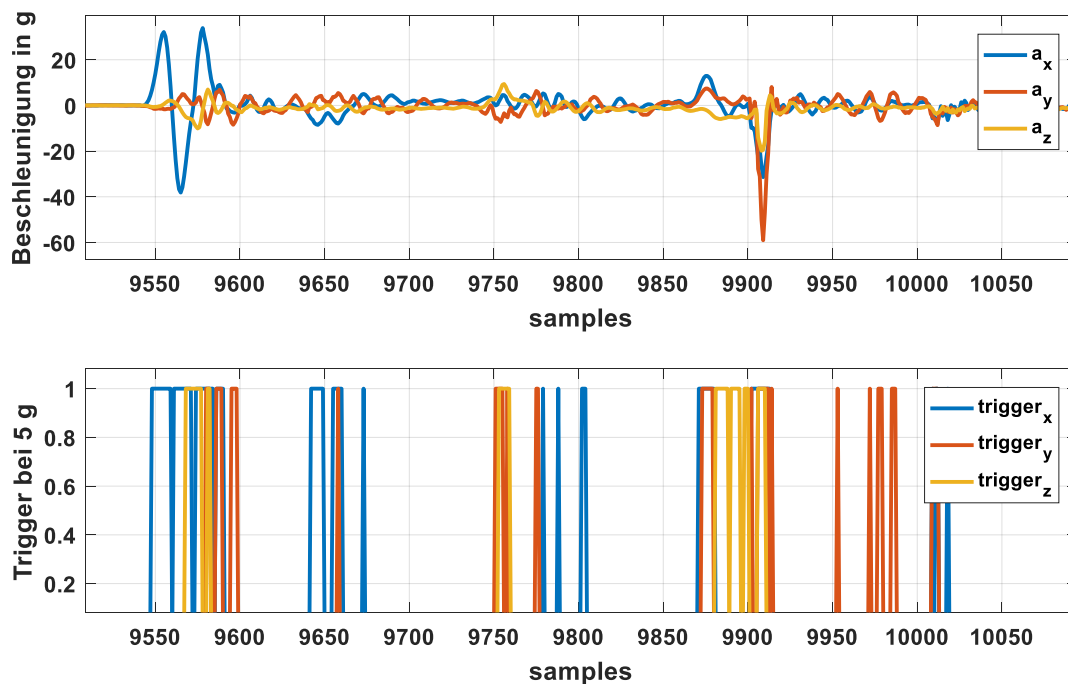 Beschleunigung in g
20
0
-20
-40
-60
9550 9600 9650 9700 9750 9800 9850 9900 9950 10000 10050
samples
a_x
a_y
a_z
Trigger bei 5 g
1
0.8
0.6
0.4
0.2
9550 9600 9650 9700 9750 9800 9850 9900 9950 10000 10050
samples
trigger_x
trigger_y
trigger_z